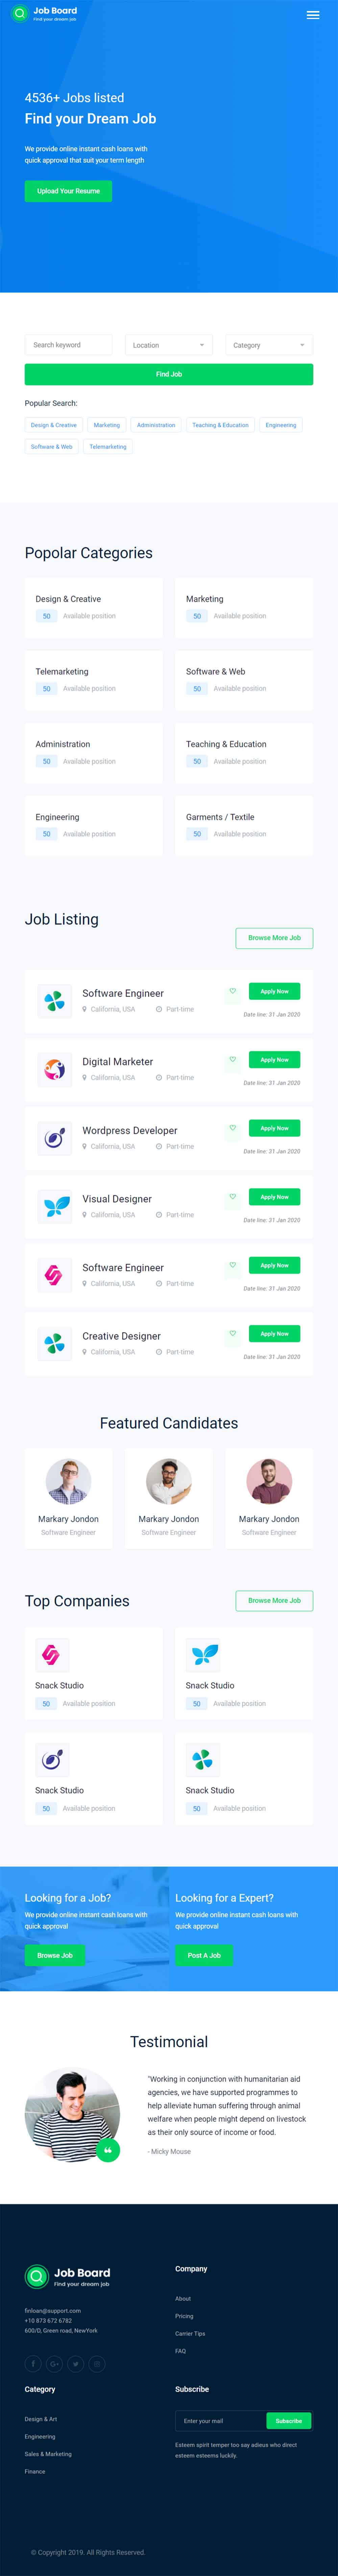 Job Board
Find your dream job
4536+ Jobs listed
Find your Dream Job
We provide online instant cash loans with
quick approval that suit your term length
Upload Your Resume
Search keyword
Location
Category
Find Job
Popular Search:
Design & Creative
Marketing
Administration
Teaching & Education
Engineering
Software & Web
Telemarketing
Popolar Categories
Design & Creative
50 Available position
Marketing
50 Available position
Telemarketing
50 Available position
Software & Web
50 Available position
Administration
50 Available position
Teaching & Education
50 Available position
Engineering
50 Available position
Garments / Textile
50 Available position
Job Listing
Browse More Job
Software Engineer
California, USA Part-time
Apply Now
Date line: 31 Jan 2020
Digital Marketer
California, USA Part-time
Apply Now
Date line: 31 Jan 2020
Wordpress Developer
California, USA Part-time
Apply Now
Date line: 31 Jan 2020
Visual Designer
California, USA Part-time
Apply Now
Date line: 31 Jan 2020
Software Engineer
California, USA Part-time
Apply Now
Date line: 31 Jan 2020
Creative Designer
California, USA Part-time
Apply Now
Date line: 31 Jan 2020
Featured Candidates
Markary Jondon
Software Engineer
Markary Jondon
Software Engineer
Markary Jondon
Software Engineer
Top Companies
Browse More Job
Snack Studio
50 Available position
Snack Studio
50 Available position
Snack Studio
50 Available position
Snack Studio
50 Available position
Looking for a Job?
We provide online instant cash loans with
quick approval
Browse Job
Looking for a Expert?
We provide online instant cash loans with
quick approval
Post A Job
Testimonial
"Working in conjunction with humanitarian aid
agencies, we have supported programmes to
help alleviate human suffering through animal
welfare when people might depend on livestock
as their only source of income or food.
- Micky Mouse
Job Board
Find your dream job
finloan@support.com
+10 873 672 6782
600/D, Green road, NewYork
Company
About
Pricing
Carrier Tips
FAQ
Category
Design & Art
Engineering
Sales & Marketing
Finance
Subscribe
Enter your mail
Subscribe
Esteem spirit temper too say adieus who direct
esteem esteems luckily.
© Copyright 2019. All Rights Reserved.